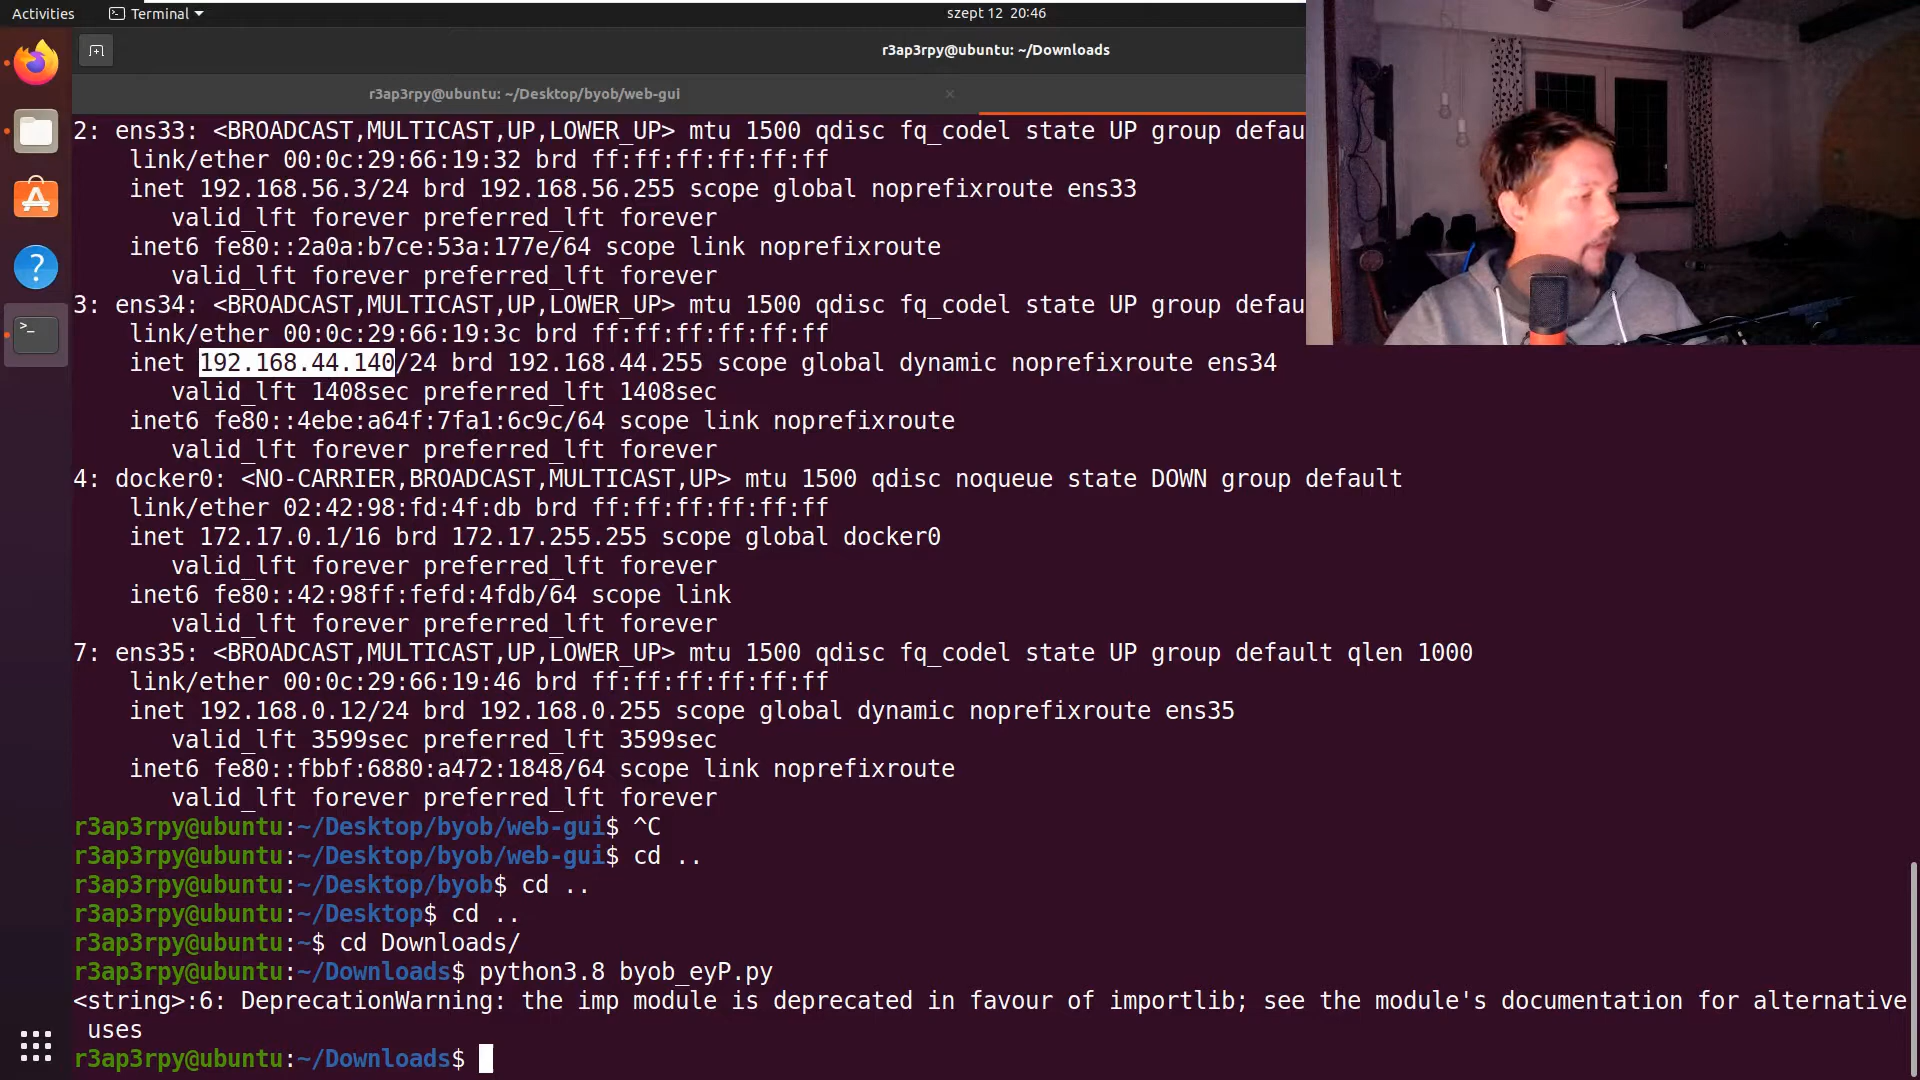 Activities
Terminal
szept 12 20:46
r3ap3rpy@ubuntu: ~/Downloads
r3ap3rpy@ubuntu: ~/Desktop/byob/web-gui
2: ens33: <BROADCAST,MULTICAST,UP,LOWER_UP> mtu 1500 qdisc fq_codel state UP group defau
link/ether 00:0c:29:66:19:32 brd ff:ff:ff:ff:ff:ff
inet 192.168.56.3/24 brd 192.168.56.255 scope global noprefixroute ens33
valid_lft forever preferred_lft forever
inet6 fe80::2a0a:b7ce:53a:177e/64 scope link noprefixroute
valid_lft forever preferred_lft forever
3: ens34: <BROADCAST,MULTICAST,UP,LOWER_UP> mtu 1500 qdisc fq_codel state UP group defau
link/ether 00:0c:29:66:19:3c brd ff:ff:ff:ff:ff:ff
inet 192.168.44.140/24 brd 192.168.44.255 scope global dynamic noprefixroute ens34
valid_lft 1408sec preferred_lft 1408sec
inet6 fe80::4ebe:a64f:7fa1:6c9c/64 scope link noprefixroute
valid_lft forever preferred_lft forever
4: docker0: <NO-CARRIER,BROADCAST,MULTICAST,UP> mtu 1500 qdisc noqueue state DOWN group default
link/ether 02:42:98:fd:4f:db brd ff:ff:ff:ff:ff:ff
inet 172.17.0.1/16 brd 172.17.255.255 scope global docker0
valid_lft forever preferred_lft forever
inet6 fe80::42:98ff:fefd:4fdb/64 scope link
valid_lft forever preferred_lft forever
7: ens35: <BROADCAST,MULTICAST,UP,LOWER_UP> mtu 1500 qdisc fq_codel state UP group default qlen 1000
link/ether 00:0c:29:66:19:46 brd ff:ff:ff:ff:ff:ff
inet 192.168.0.12/24 brd 192.168.0.255 scope global dynamic noprefixroute ens35
valid_lft 3599sec preferred_lft 3599sec
inet6 fe80::fbbf:6880:a472:1848/64 scope link noprefixroute
valid_lft forever preferred_lft forever
r3ap3rpy@ubuntu:~/Desktop/byob/web-gui$ ^C
r3ap3rpy@ubuntu:~/Desktop/byob/web-gui$ cd ..
r3ap3rpy@ubuntu:~/Desktop/byob$ cd ..
r3ap3rpy@ubuntu:~/Desktop$ cd ..
r3ap3rpy@ubuntu:~$ cd Downloads/
r3ap3rpy@ubuntu:~/Downloads$ python3.8 byob_eyP.py
<string>:6: DeprecationWarning: the imp module is deprecated in favour of importlib; see the module's documentation for alternative
uses
r3ap3rpy@ubuntu:~/Downloads$